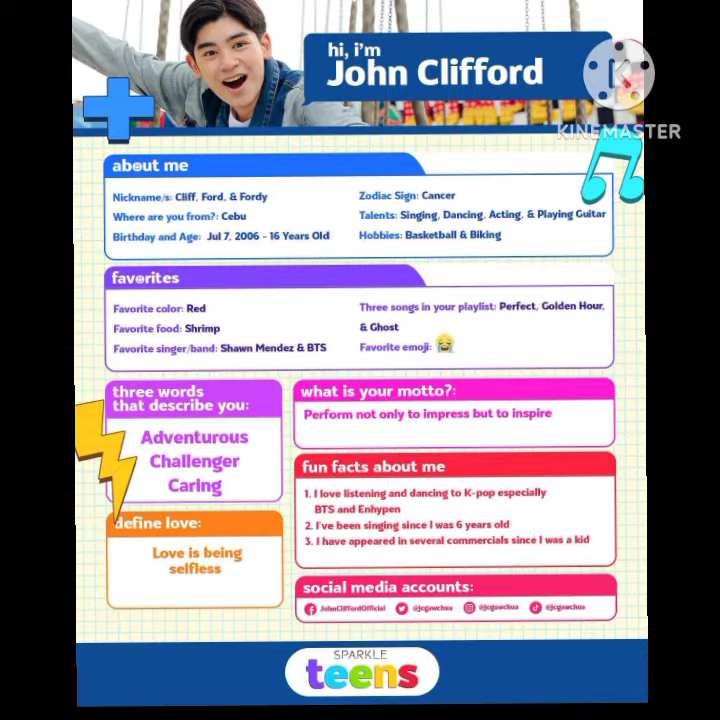 hi, i'm
John Clifford
KINEMASTER
about me
Nickname/s: Cliff, Ford, & Fordy
Where are you from?: Cebu
Birthday and Age: Jul 7, 2006 - 16 Years Old
Zodiac Sign: Cancer
Talents: Singing, Dancing, Acting, & Playing Guitar
Hobbies: Basketball & Biking
favorites
Favorite color: Red
Favorite food: Shrimp
Favorite singer/band: Shawn Mendez & BTS
Three songs in your playlist: Perfect, Golden Hour,
& Ghost
Favorite emoji: 😭
three words
that describe you:
Adventurous
Challenger
Caring
what is your motto?:
Perform not only to impress but to inspire
fun facts about me
1. I love listening and dancing to K-pop especially
BTS and Enhypen
2. I've been singing since I was 6 years old
3. I have appeared in several commercials since I was a kid
define love:
Love is being
selfless
social media accounts:
JohnCliffordOfficial @jcgawchua @jcgawchua @jcgawchua
SPARKLE
teens